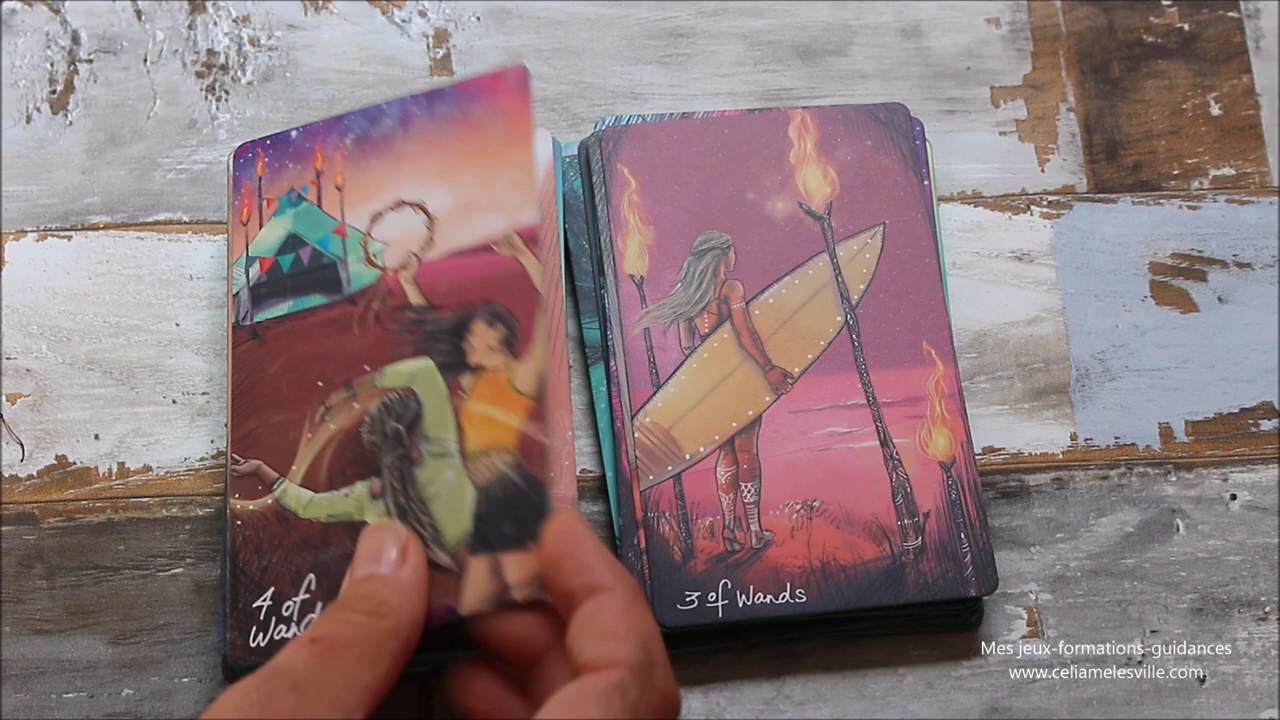 4 of
Wands
3 of Wands
Mes jeux-formations-guidances
www.celiamelesville.com